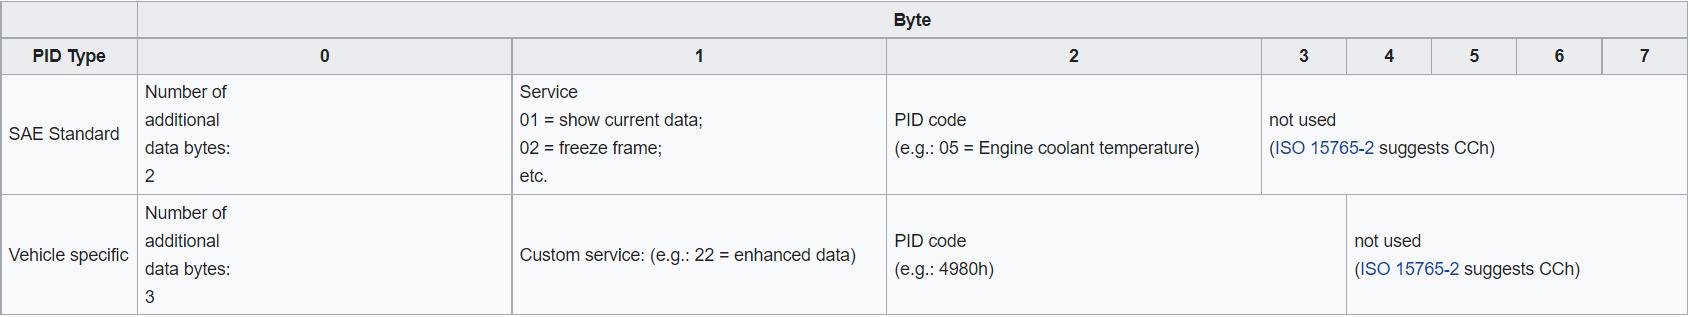 Byte
PID Type 0 1 2 3 4 5 6 7
SAE Standard
Number of
additional
data bytes:
2
Service
01 = show current data;
02 = freeze frame;
etc.
PID code
(e.g.: 05 = Engine coolant temperature)
not used
(ISO 15765-2 suggests CCh)
Vehicle specific
Number of
additional
data bytes:
3
Custom service: (e.g.: 22 = enhanced data)
PID code
(e.g.: 4980h)
not used
(ISO 15765-2 suggests CCh)